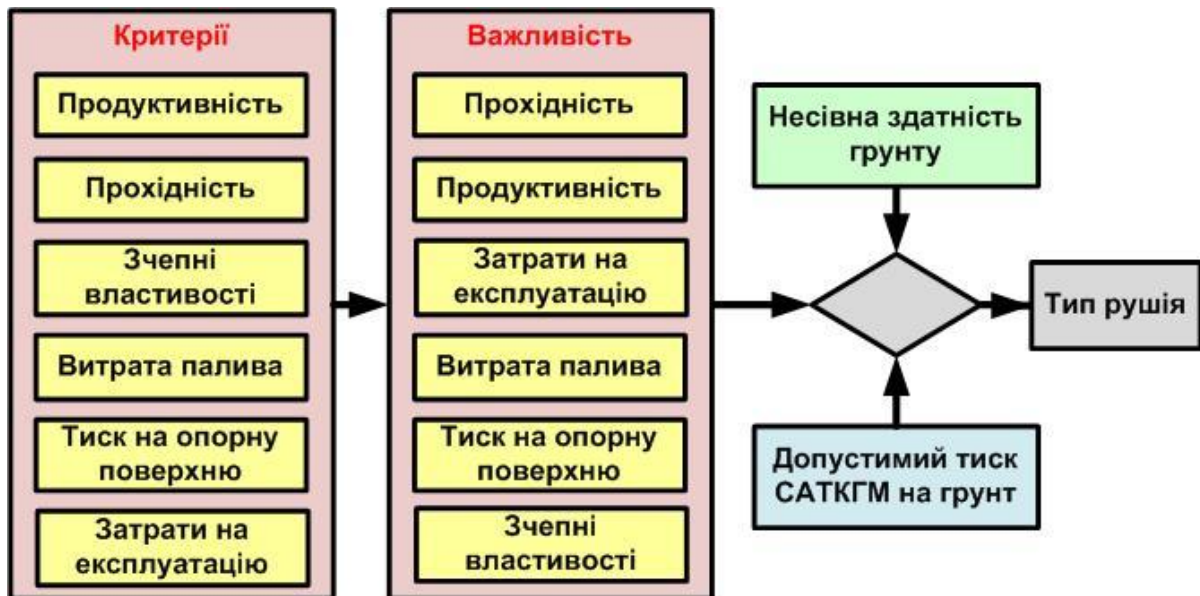 Критерії
Продуктивність
Прохідність
Зчепні
властивості
Витрата палива
Тиск на опорну
поверхню
Затрати на
експлуатацію
Важливість
Прохідність
Продуктивність
Затрати на
експлуатацію
Витрата палива
Тиск на опорну
поверхню
Зчепні
властивості
Несівна здатність
грунту
Допустимий тиск
САТКГМ на грунт
Тип рушія